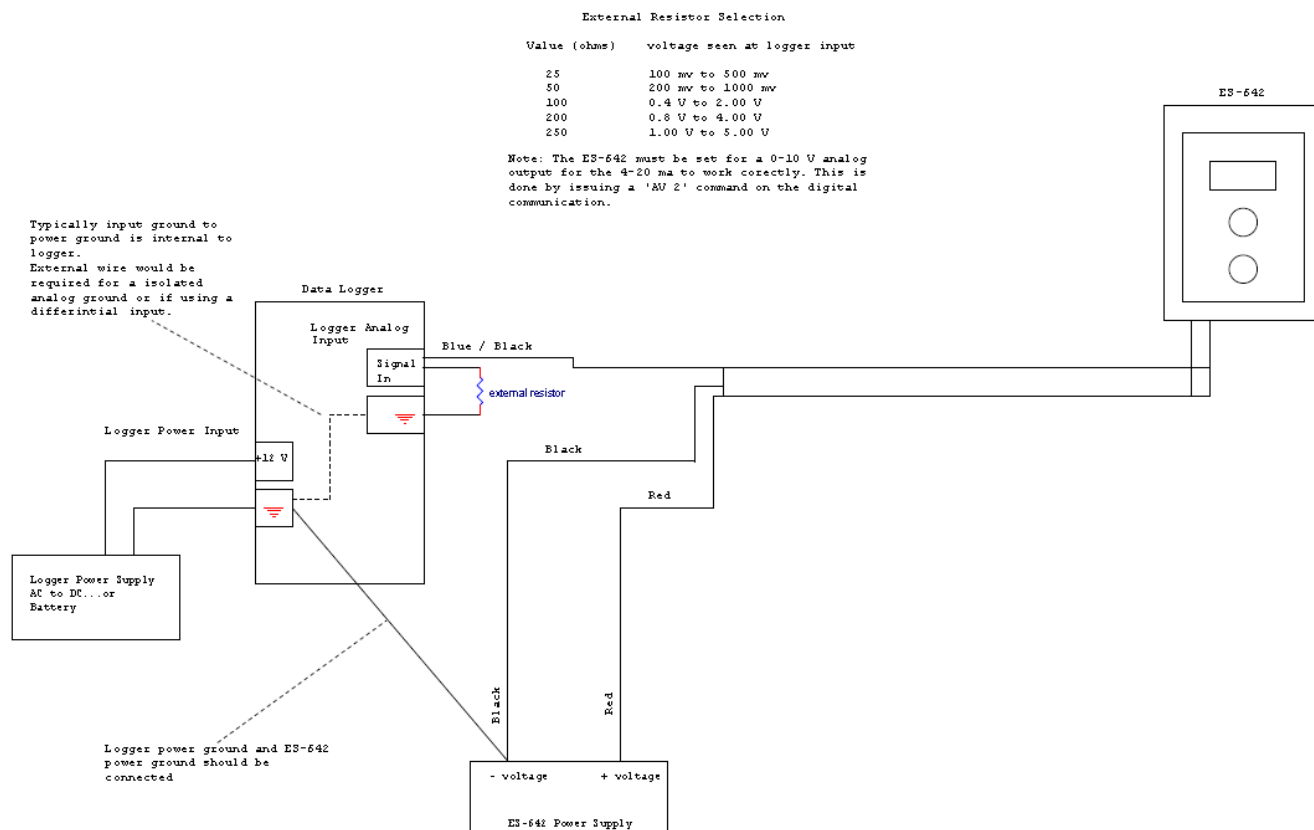 External Resistor Selection
Value (ohms) voltage seen at logger input
25 100 mv to 500 mv
50 200 mv to 1000 mv
100 0.4 V to 2.00 V
200 0.8 V to 4.00 V
250 1.00 V to 5.00 V
Note: The ES-642 must be set for a 0-10 V analog
output for the 4-20 ma to work corectly. This is
done by issuing a 'AV 2' command on the digital
communication.
ES-642
Typically input ground to
power ground is internal to
logger.
External wire would be
required for a isolated
analog ground or if using a
differintial input.
Data Logger
Logger Analog
Input
Signal
In
Blue / Black
external resistor
Logger Power Input
+12 V
Black
Red
Logger Power Supply
AC to DC...or
Battery
Black
Red
Logger power ground and ES-642
power ground should be
connected
- voltage + voltage
ES-642 Power Supply